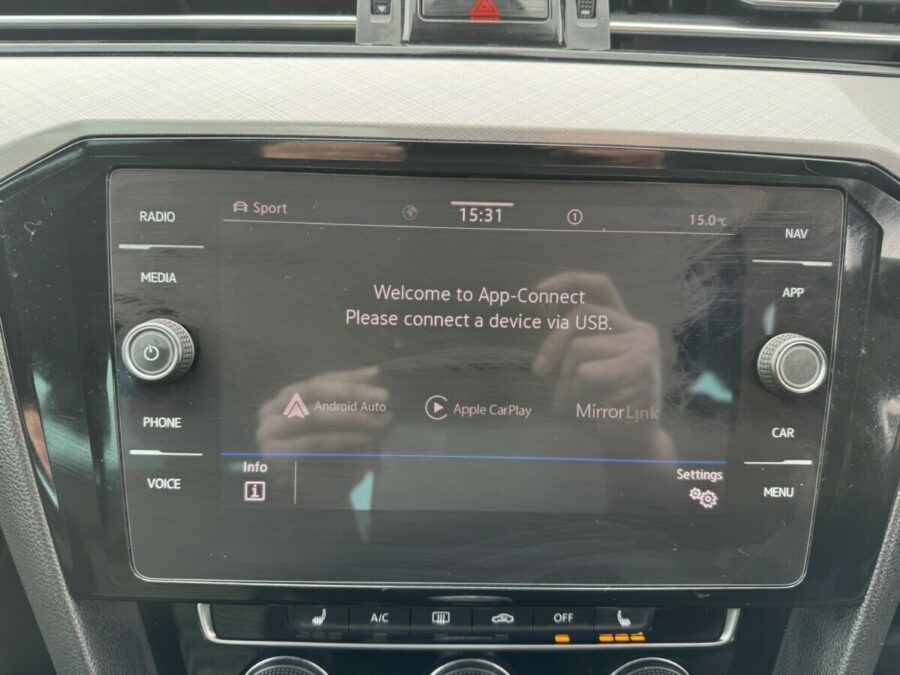 RADIO
MEDIA
PHONE
VOICE
Sport
15:31
1
15.0°C
Welcome to App-Connect
Please connect a device via USB.
Android Auto
Apple CarPlay
MirrorLink
Info
i
Settings
NAV
APP
CAR
MENU
A/C
OFF